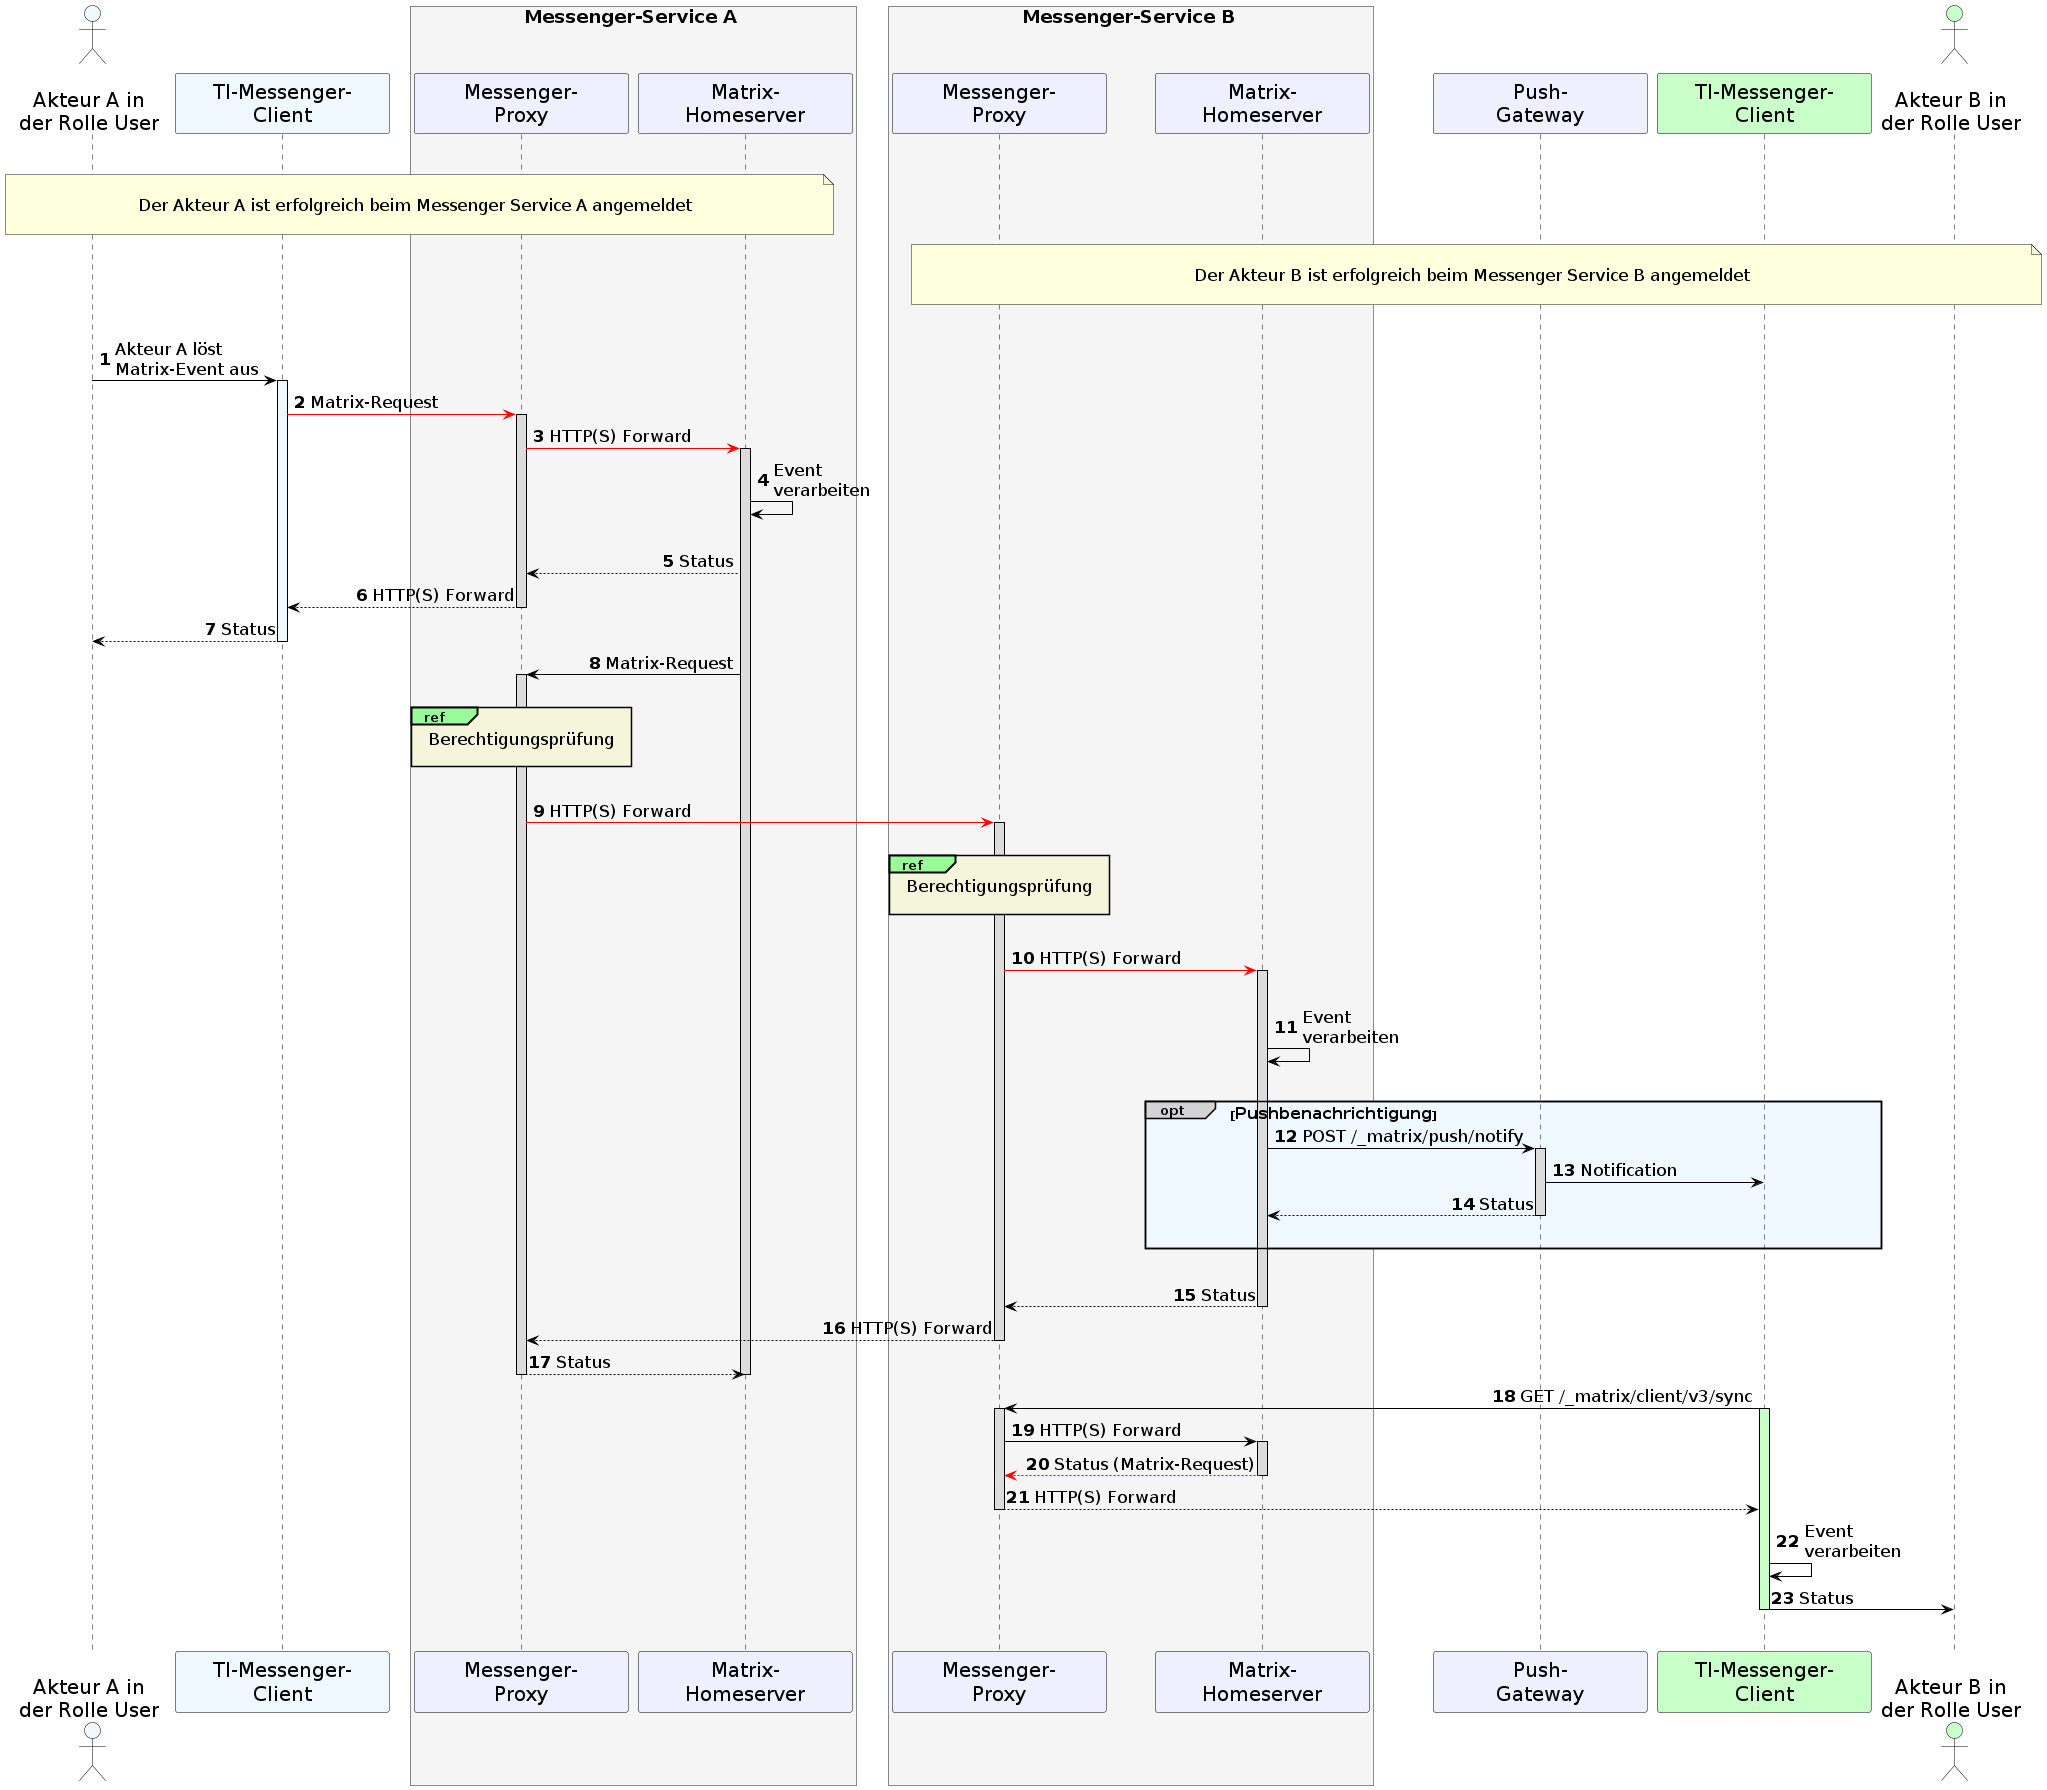 Messenger-Service A
Messenger-Service B
Akteur A in
der Rolle User
TI-Messenger-
Client
Messenger-
Proxy
Matrix-
Homeserver
Messenger-
Proxy
Matrix-
Homeserver
Push-
Gateway
TI-Messenger-
Client
Akteur B in
der Rolle User
Der Akteur A ist erfolgreich beim Messenger Service A angemeldet
Der Akteur B ist erfolgreich beim Messenger Service B angemeldet
1 Akteur A löst
Matrix-Event aus
2 Matrix-Request
3 HTTP(S) Forward
4 Event
verarbeiten
5 Status
6 HTTP(S) Forward
7 Status
8 Matrix-Request
ref
Berechtigungsprüfung
9 HTTP(S) Forward
ref
Berechtigungsprüfung
10 HTTP(S) Forward
11 Event
verarbeiten
opt [Pushbenachrichtigung]
12 POST /_matrix/push/notify
13 Notification
14 Status
15 Status
16 HTTP(S) Forward
17 Status
18 GET /_matrix/client/v3/sync
19 HTTP(S) Forward
20 Status (Matrix-Request)
21 HTTP(S) Forward
22 Event
verarbeiten
23 Status
Akteur A in
der Rolle User
TI-Messenger-
Client
Messenger-
Proxy
Matrix-
Homeserver
Messenger-
Proxy
Matrix-
Homeserver
Push-
Gateway
TI-Messenger-
Client
Akteur B in
der Rolle User